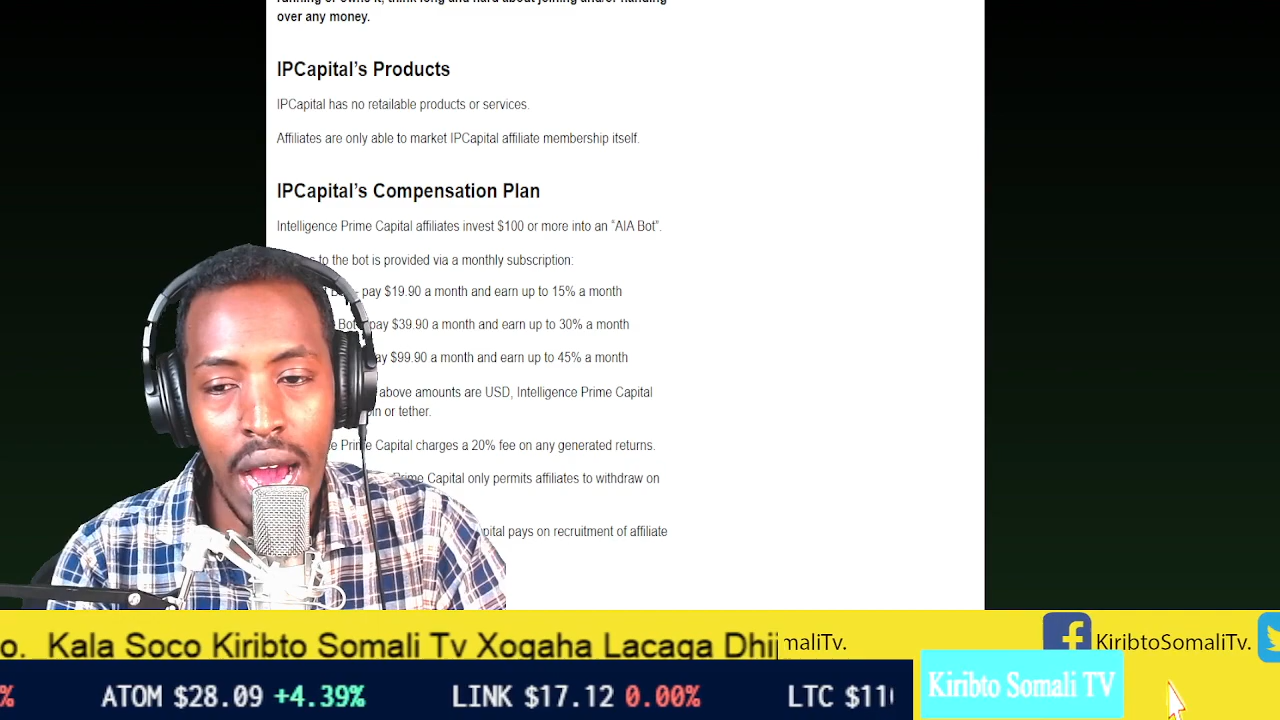 over any money.
IPCapital's Products
IPCapital has no retailable products or services.
Affiliates are only able to market IPCapital affiliate membership itself.
IPCapital's Compensation Plan
Intelligence Prime Capital affiliates invest $100 or more into an “AIA Bot”.
to the bot is provided via a monthly subscription:
pay $19.90 a month and earn up to 15% a month
Bot pay $39.90 a month and earn up to 30% a month
$99.90 a month and earn up to 45% a month
above amounts are USD, Intelligence Prime Capital
or tether.
Prime Capital charges a 20% fee on any generated returns.
Prime Capital only permits affiliates to withdraw on
pays on recruitment of affiliate
o. Kala Soco Kiribto Somali Tv Xogaha Lacaga
maliTv. KiribtoSomaliTv.
% ATOM $28.09 +4.39% LINK $17.12 0.00% LTC
Kiribto Somali TV